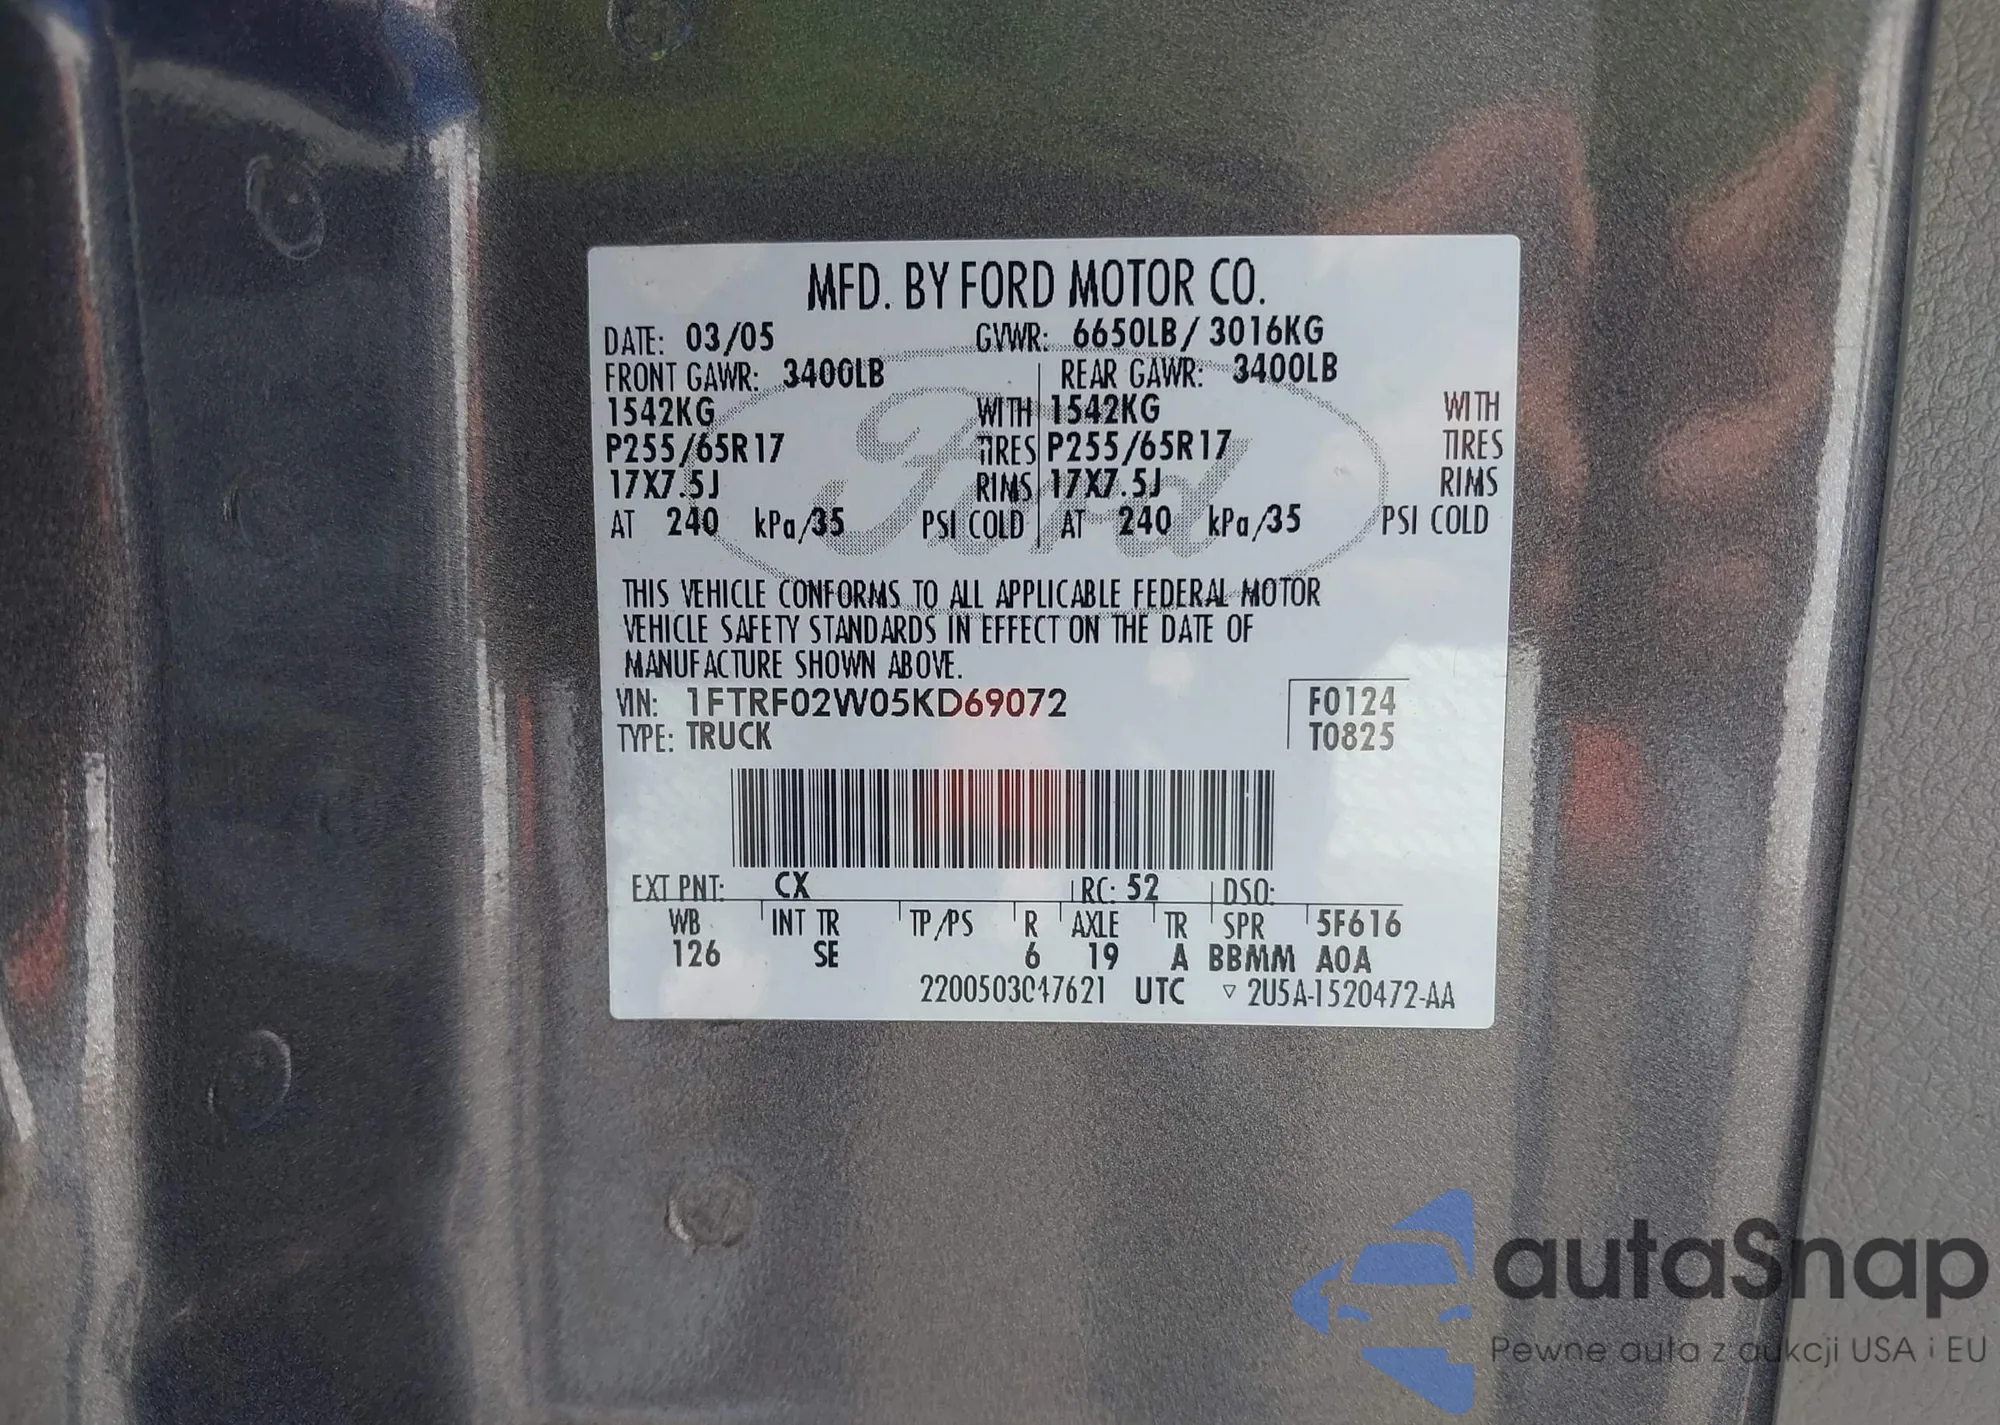 MFD. BY FORD MOTOR CO.
DATE: 03/05 GVWR: 6650LB/ 3016KG
FRONT GAWR: 3400LB REAR GAWR: 3400LB
1542KG WITH 1542KG WITH
P255/65R17 TIRES P255/65R17 TIRES
17X7.5J RIMS 17X7.5J RIMS
AT 240 kPa/35 PSI COLD AT 240 kPa/35 PSI COLD
Ford
THIS VEHICLE CONFORMS TO ALL APPLICABLE FEDERAL MOTOR
VEHICLE SAFETY STANDARDS IN EFFECT ON THE DATE OF
MANUFACTURE SHOWN ABOVE.
VIN: 1FTRF02W05KD69072 F0124
TYPE: TRUCK T0825
EXT PNT: CX RC: 52 DSO:
WB INT TR TP/PS R AXLE TR SPR 5F616
126 SE 6 19 A BBMM A0A
2200503047621 UTC ▽ 2U5A-1520472-AA
autaSnap
Pewne auta z aukcji USA i EU